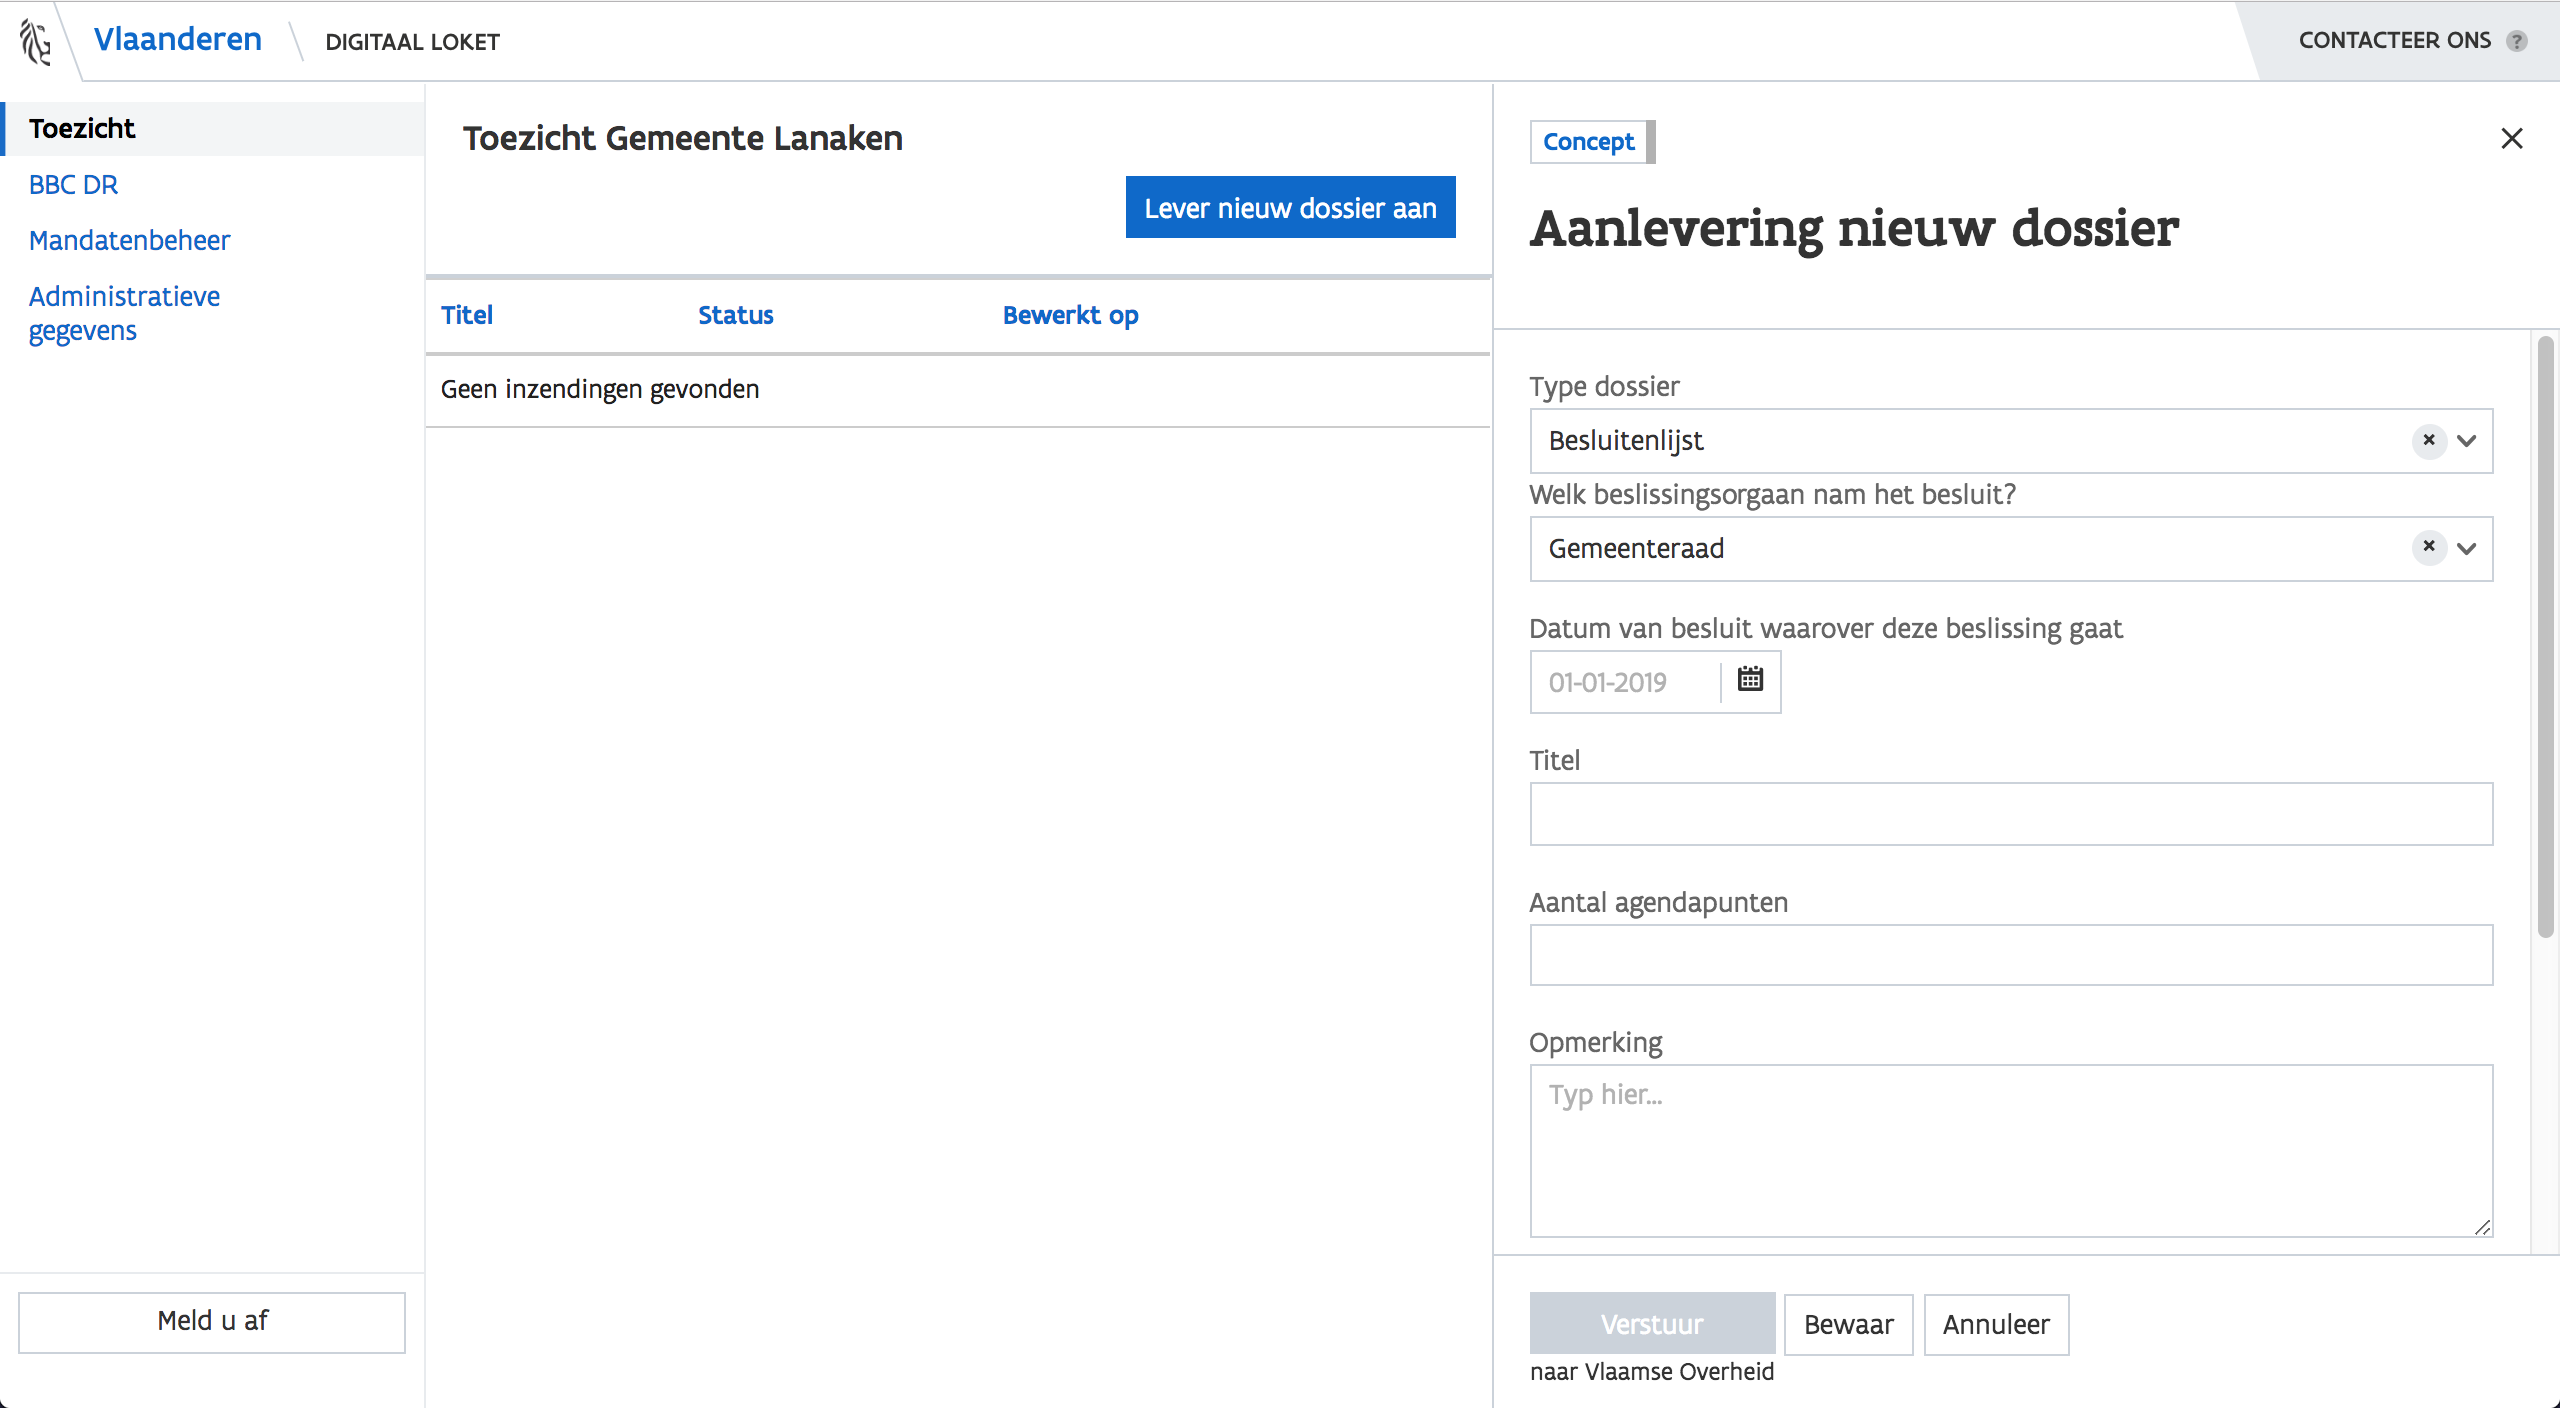 Vlaanderen
DIGITAAL LOKET
CONTACTEER ONS ?
Toezicht
BBC DR
Mandatenbeheer
Administratieve
gegevens
Meld u af
Toezicht Gemeente Lanaken
Lever nieuw dossier aan
Titel Status Bewerkt op
Geen inzendingen gevonden
Concept
Aanlevering nieuw dossier
Type dossier
Besluitenlijst
Welk beslissingsorgaan nam het besluit?
Gemeenteraad
Datum van besluit waarover deze beslissing gaat
01-01-2019
Titel
Aantal agendapunten
Opmerking
Typ hier...
Verstuur Bewaar Annuleer
naar Vlaamse Overheid